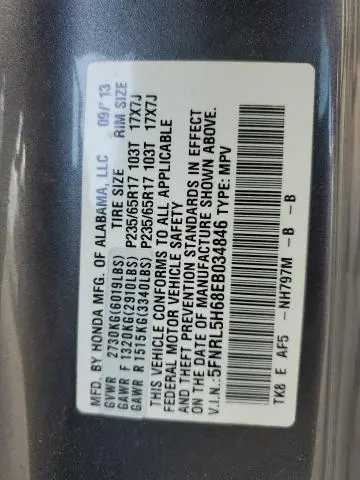 MFD. BY HONDA MFG. OF ALABAMA, LLC 09/'13
GVWR 2730KG(6019LBS) TIRE SIZE RIM SIZE
GAWR F 1320KG(2910LBS) P235/65R17 103T 17X7J
GAWR R 1515KG(3340LBS) P235/65R17 103T 17X7J
THIS VEHICLE CONFORMS TO ALL APPLICABLE
FEDERAL MOTOR VEHICLE SAFETY
AND THEFT PREVENTION STANDARDS IN EFFECT
ON THE DATE OF MANUFACTURE SHOWN ABOVE.
V.I.N.:5FNRL5H68EB034846 TYPE: MPV
TK8 E AF5 - NH797M - B - B